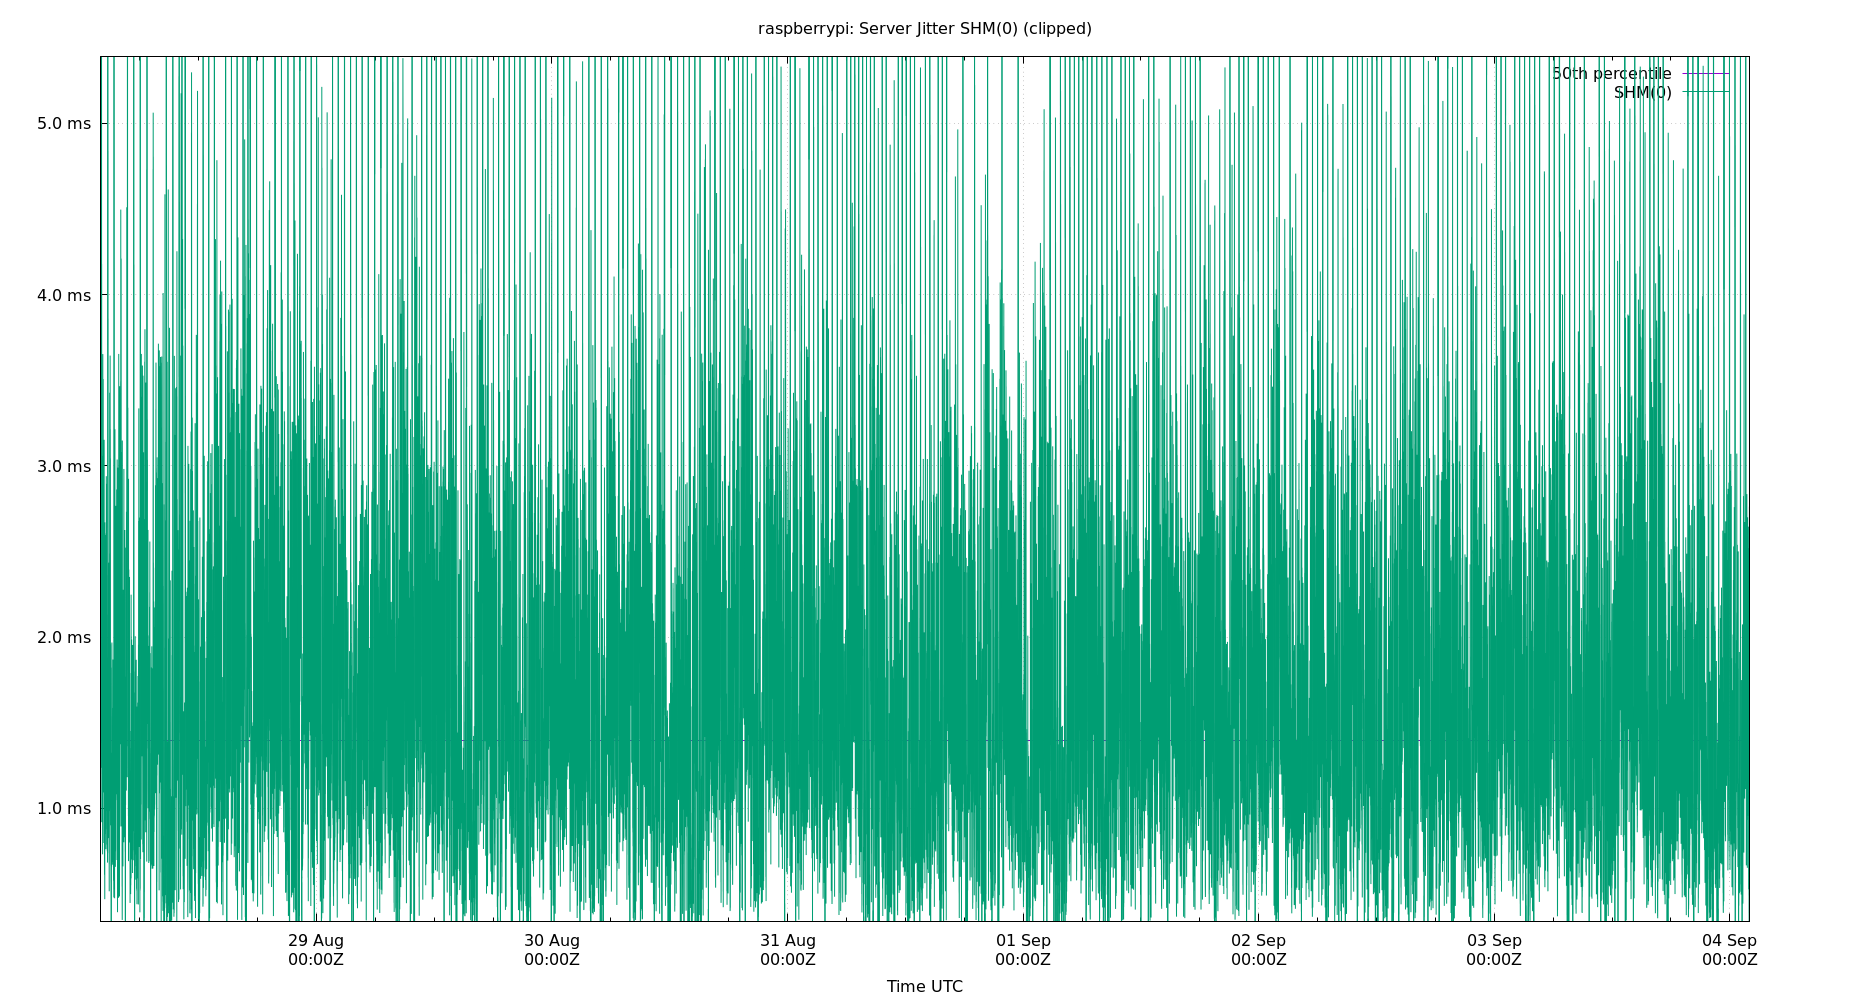 raspberrypi: Server Jitter SHM(0) (clipped)
50th percentile
SHM(0)
5.0 ms
4.0 ms
3.0 ms
2.0 ms
1.0 ms
29 Aug 30 Aug 31 Aug 01 Sep 02 Sep 03 Sep 04 Sep
00:00Z 00:00Z 00:00Z 00:00Z 00:00Z 00:00Z 00:00Z
Time UTC